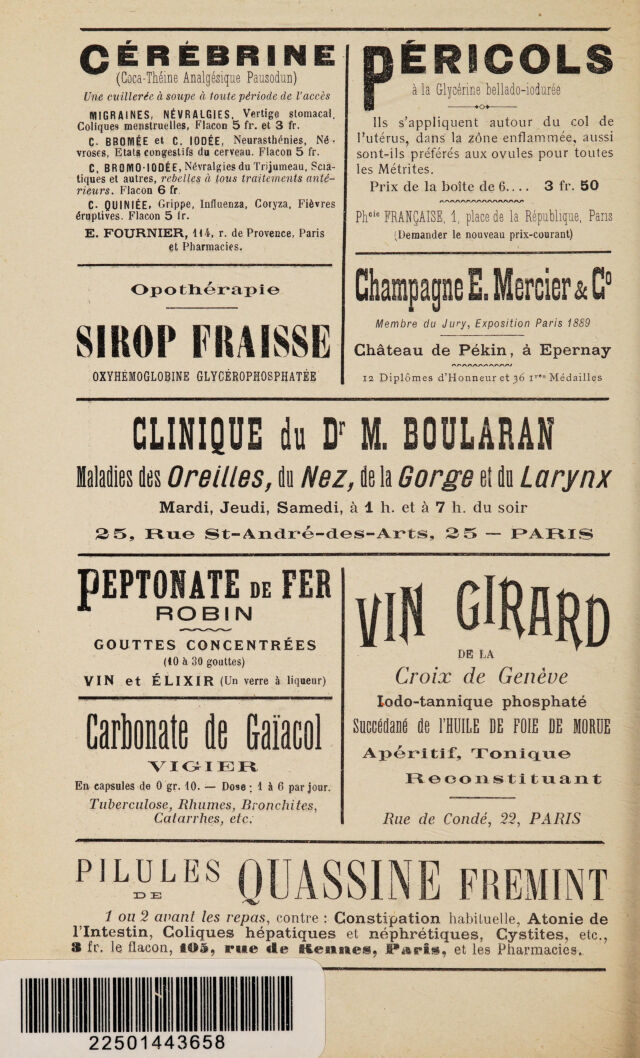 CÉRÉBRINE
(Coca-Théine Analgésique Pausodun)
Une cuillerée à soupe à toute période de l'accès
MIGRAINES, NÉVRALGIES, Vertige stomacal,
Coliques menstruelles, Flacon 5 fr. et 3 fr.
C. BROMÉE et C. IODÉE, Neurasthénies, Né-
vroses, Etats congestifs du cerveau. Flacon 5 fr.
C. BROMO-IODÉE, Névralgies du Trijumeau, Scia-
tiques et autres, rebelles à tous traitements anté-
rieurs. Flacon 6 fr.
C. QUINIÉE, Grippe, Influenza, Coryza, Fièvres
éruptives. Flacon 5 fr.
E. FOURNIER, 114, r. de Provence, Paris
et Pharmacies.
PÉRICOLS
à la Glycérine bellado-iodurée
Ils s'appliquent autour du col de
l'utérus, dans la zône enflammée, aussi
sont-ils préférés aux ovules pour toutes
les Métrites.
Prix de la boîte de 6.... 3 fr. 50
Phcie FRANÇAISE, 1, place de la République, Paris
(Demander le nouveau prix-courant)
Opothérapie
SIROP FRAISSE
OXYHÉMOGLOBINE GLYCÉROPHOSPHATÉE
Champagne E. Mercier & Co
Membre du Jury, Exposition Paris 1889
Château de Pékin, à Epernay
12 Diplômes d'Honneur et 36 1res Médailles
CLINIQUE du Dr M. BOULARAN
Maladies des Oreilles, du Nez, de la Gorge et du Larynx
Mardi, Jeudi, Samedi, à 1 h. et à 7 h. du soir
25, Rue St-André-des-Arts, 25 — PARIS
PEPTONATE DE FER
ROBIN
GOUTTES CONCENTRÉES
(10 à 30 gouttes)
VIN et ÉLIXIR (Un verre à liqueur)
Carbonate de Gaïacol
VIGIER
En capsules de 0 gr. 10. — Dose : 1 à 6 par jour.
Tuberculose, Rhumes, Bronchites,
Catarrhes, etc.
VIN GIRARD
DE LA
Croix de Genève
Iodo-tannique phosphaté
Succédané de l'HUILE DE FOIE DE MORUE
Apéritif, Tonique
Reconstituant
Rue de Condé, 22, PARIS
PILULES DE QUASSINE FREMINT
1 ou 2 avant les repas, contre : Constipation habituelle, Atonie de
l'Intestin, Coliques hépatiques et néphrétiques, Cystites, etc.,
3 fr. le flacon, 105, rue de Rennes, Paris, et les Pharmacies.
22501443658